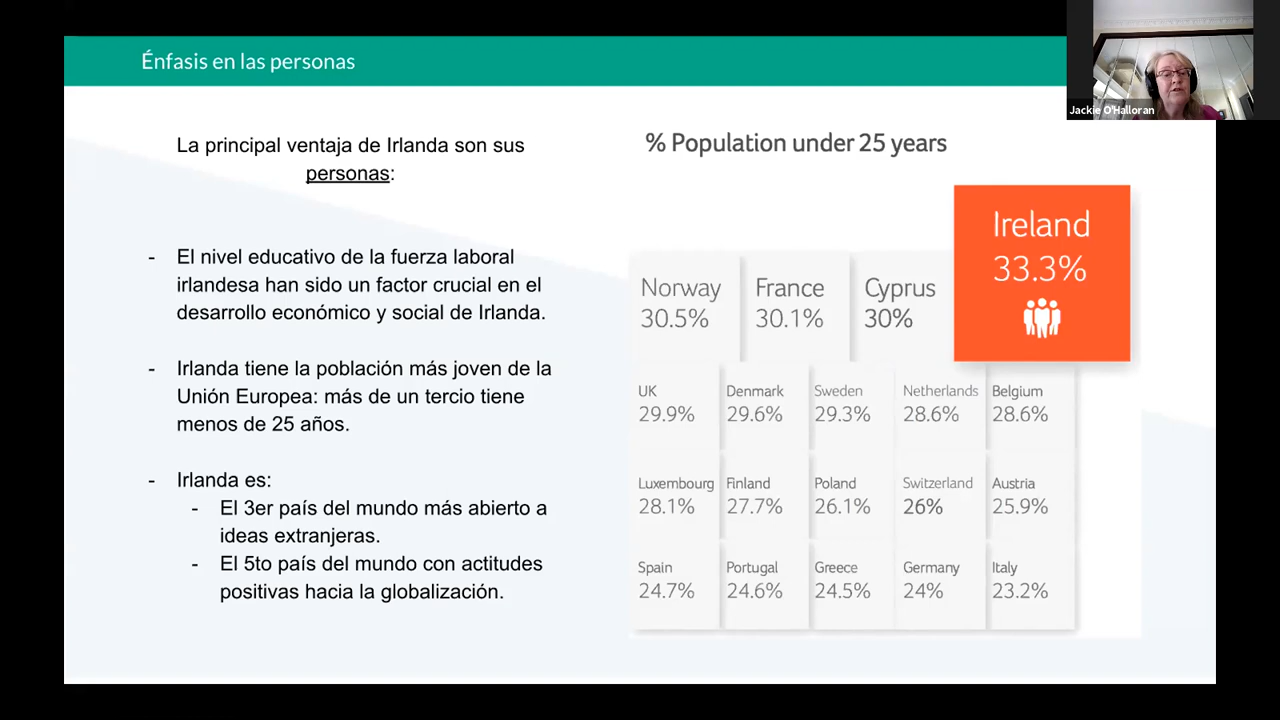 Énfasis en las personas
Jackie O'Halloran
La principal ventaja de Irlanda son sus
personas:
- El nivel educativo de la fuerza laboral
irlandesa han sido un factor crucial en el
desarrollo económico y social de Irlanda.
- Irlanda tiene la población más joven de la
Unión Europea: más de un tercio tiene
menos de 25 años.
- Irlanda es:
- El 3er país del mundo más abierto a
ideas extranjeras.
- El 5to país del mundo con actitudes
positivas hacia la globalización.
% Population under 25 years
Ireland
33.3%
Norway
30.5%
France
30.1%
Cyprus
30%
UK
29.9%
Denmark
29.6%
Sweden
29.3%
Netherlands
28.6%
Belgium
28.6%
Luxembourg
28.1%
Finland
27.7%
Poland
26.1%
Switzerland
26%
Austria
25.9%
Spain
24.7%
Portugal
24.6%
Greece
24.5%
Germany
24%
Italy
23.2%